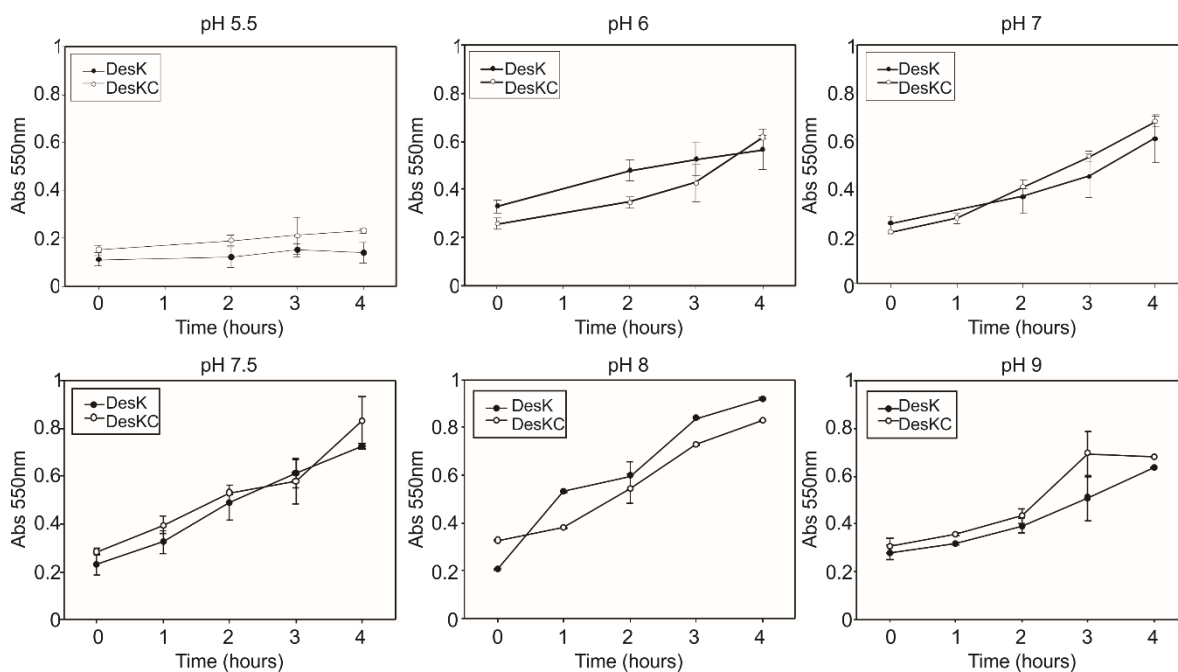 pH 5.5
1
0.8
0.6
0.4
0.2
0
Abs 550nm
DesK
DesKC
0 1 2 3 4
Time (hours)
pH 6
1
0.8
0.6
0.4
0.2
0
Abs 550nm
DesK
DesKC
0 1 2 3 4
Time (hours)
pH 7
1
0.8
0.6
0.4
0.2
0
Abs 550nm
DesK
DesKC
0 1 2 3 4
Time (hours)
pH 7.5
1
0.8
0.6
0.4
0.2
0
Abs 550nm
DesK
DesKC
0 1 2 3 4
Time (hours)
pH 8
1
0.8
0.6
0.4
0.2
0
Abs 550nm
DesK
DesKC
0 1 2 3 4
Time (hours)
pH 9
1
0.8
0.6
0.4
0.2
0
Abs 550nm
DesK
DesKC
0 1 2 3 4
Time (hours)